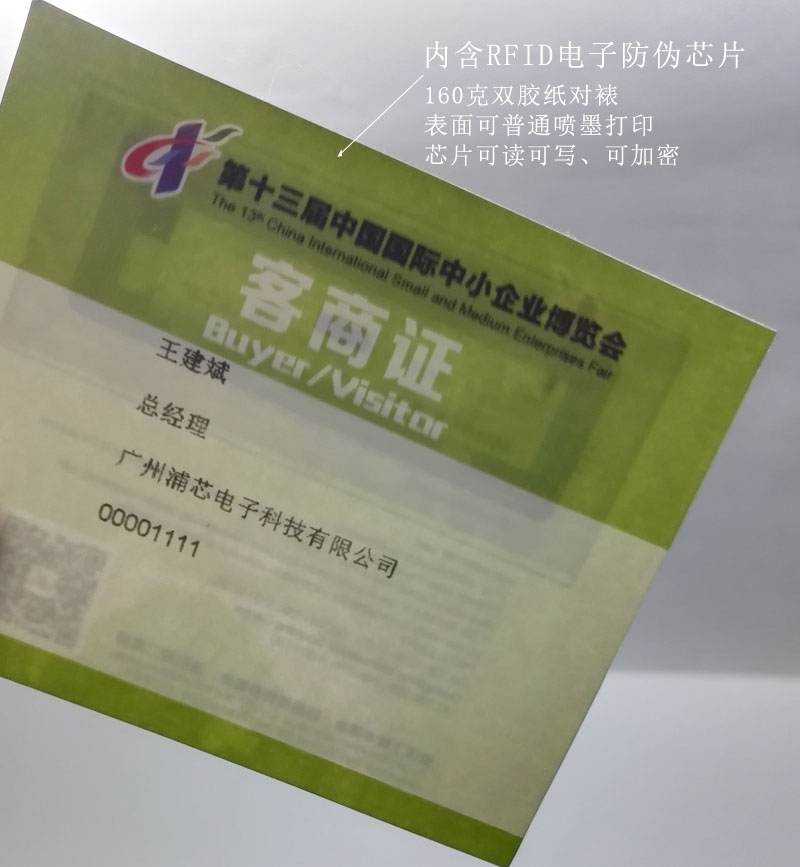 内含RFID电子防伪芯片
160克双胶纸对裱
表面可普通喷墨打印
芯片可读可写、可加密
第十三届中国国际中小企业博览会
The 13th China International Small and Medium Enterprises Fair
客商证
Buyer/Visitor
王建斌
总经理
广州浦芯电子科技有限公司
00001111